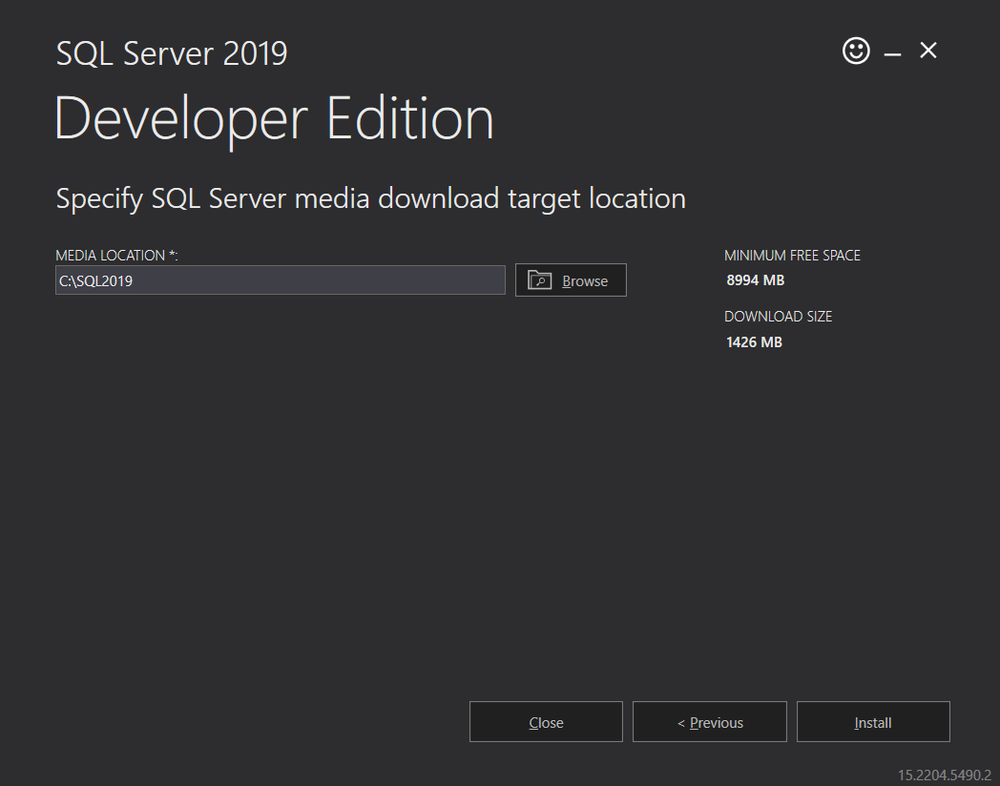 SQL Server 2019
Developer Edition
Specify SQL Server media download target location
MEDIA LOCATION *:
C:\SQL2019
Browse
MINIMUM FREE SPACE
8994 MB
DOWNLOAD SIZE
1426 MB
Close
< Previous
Install
15.2204.5490.2